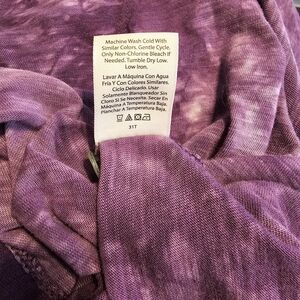 Machine Wash Cold With
Similar Colors. Gentle Cycle.
Only Non-Chlorine Bleach If
Needed. Tumble Dry Low.
Low Iron.
Lavar A Máquina Con Agua
Fría Y Con Colores Similares.
Ciclo Delicado. Usar
Solamente Blanqueador Sin
Cloro Si Se Necesita. Secar En
Máquina A Temperatura Baja.
Planchar A Temperatura Baja.
31T